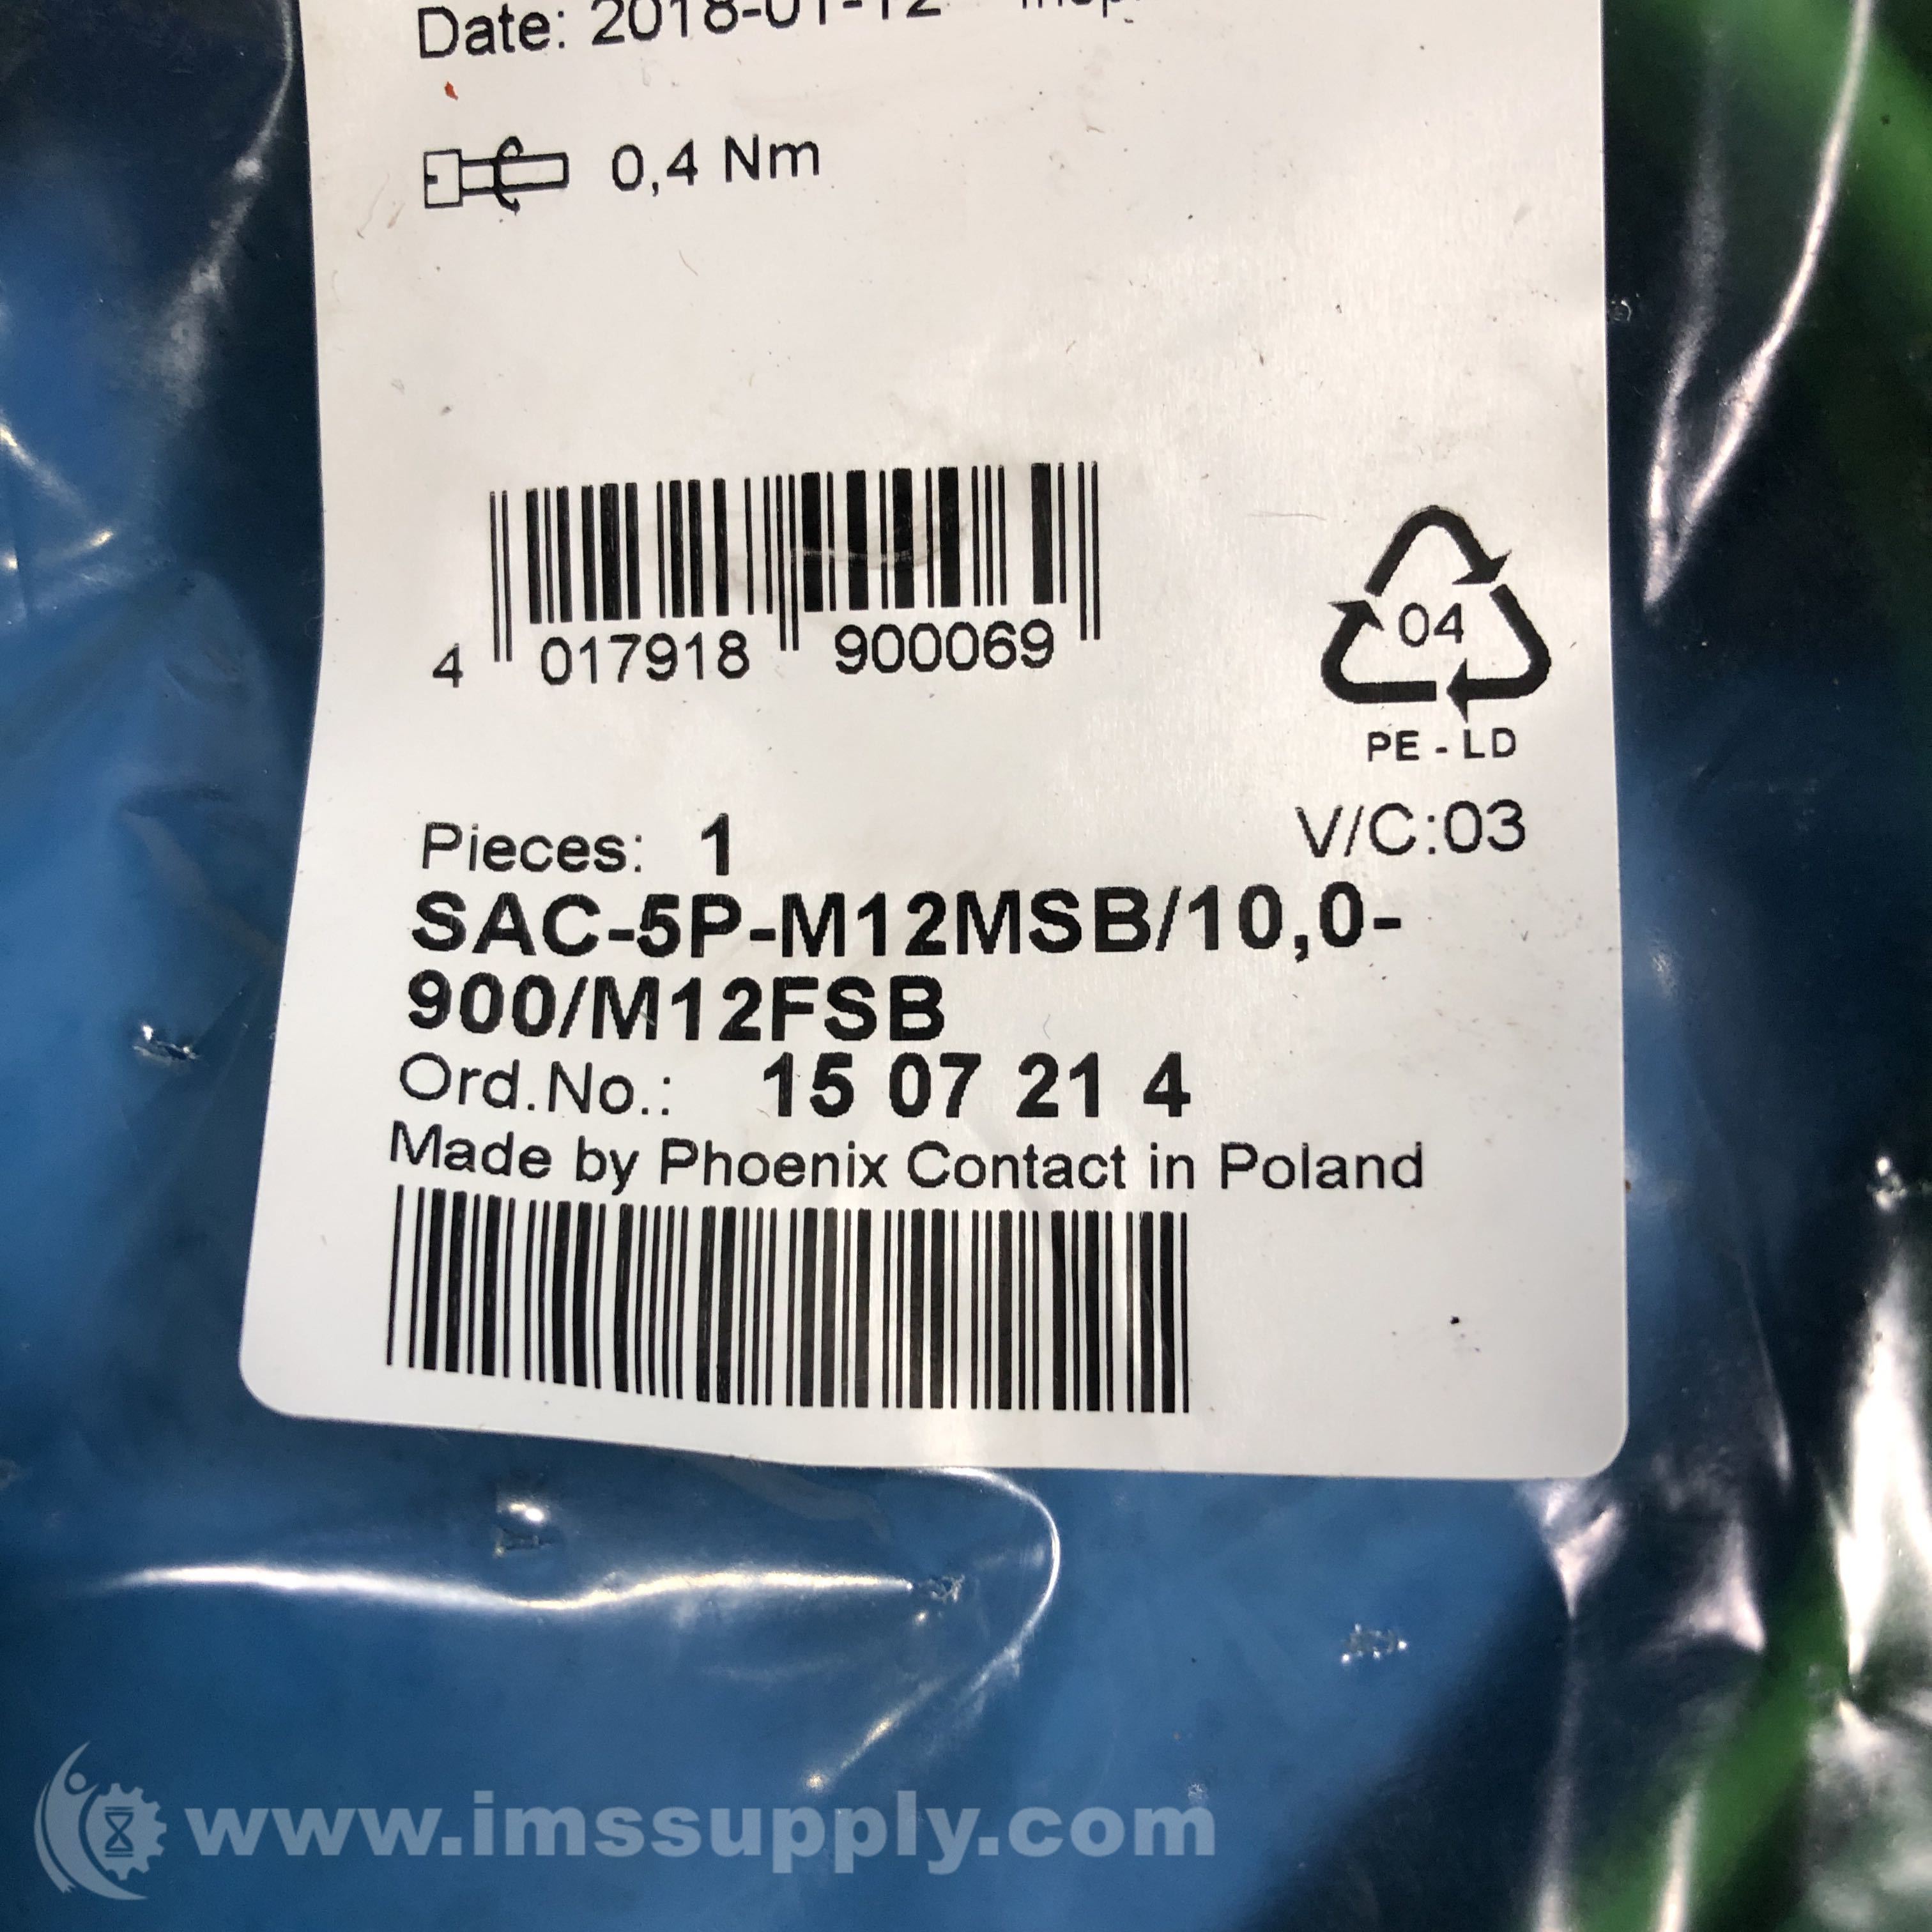 Date: 2018-01-12
0,4 Nm
4 017918 900069
04
PE - LD
Pieces: 1 V/C:03
SAC-5P-M12MSB/10,0-
900/M12FSB
Ord.No.: 15 07 21 4
Made by Phoenix Contact in Poland
www.imssupply.com